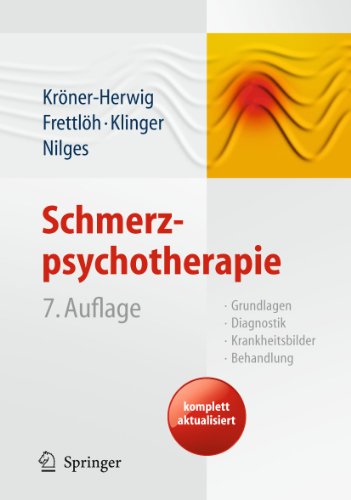 Kröner-Herwig
Frettlöh · Klinger
Nilges
Schmerz-
psychotherapie
7. Auflage
· Grundlagen
· Diagnostik
· Krankheitsbilder
· Behandlung
komplett
aktualisiert
Springer